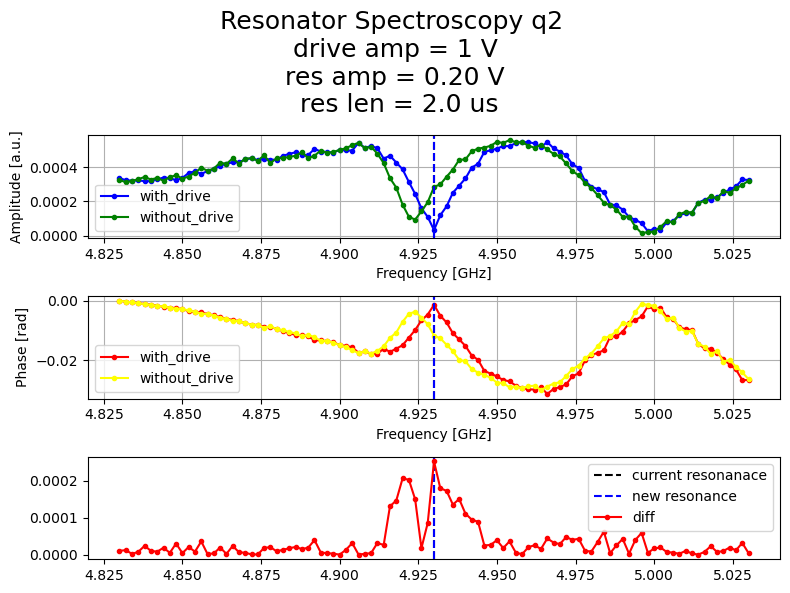 Resonator Spectroscopy q2
drive amp = 1 V
res amp = 0.20 V
res len = 2.0 us
Amplitude [a.u.]
0.0004
0.0002
0.0000
with_drive
without_drive
4.825 4.850 4.875 4.900 4.925 4.950 4.975 5.000 5.025
Frequency [GHz]
Phase [rad]
0.00
−0.02
with_drive
without_drive
4.825 4.850 4.875 4.900 4.925 4.950 4.975 5.000 5.025
Frequency [GHz]
0.0002
0.0001
0.0000
current resonanace
new resonance
diff
4.825 4.850 4.875 4.900 4.925 4.950 4.975 5.000 5.025